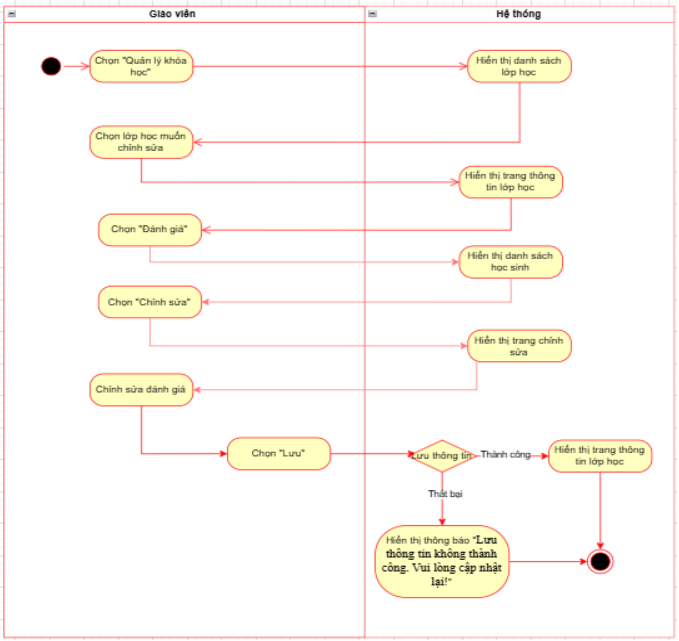 Giáo viên
Hệ thống
Chọn "Quản lý khóa
học"
Hiển thị danh sách
lớp học
Chọn lớp học muốn
chỉnh sửa
Hiển thị trang thông
tin lớp học
Chọn "Đánh giá"
Hiển thị danh sách
học sinh
Chọn "Chỉnh sửa"
Hiển thị trang chỉnh
sửa
Chỉnh sửa đánh giá
Chọn "Lưu"
Lưu thông tin
Thành công
Hiển thị trang thông
tin lớp học
Thất bại
Hiển thị thông báo "Lưu
thông tin không thành
công. Vui lòng cập nhật
lại!"